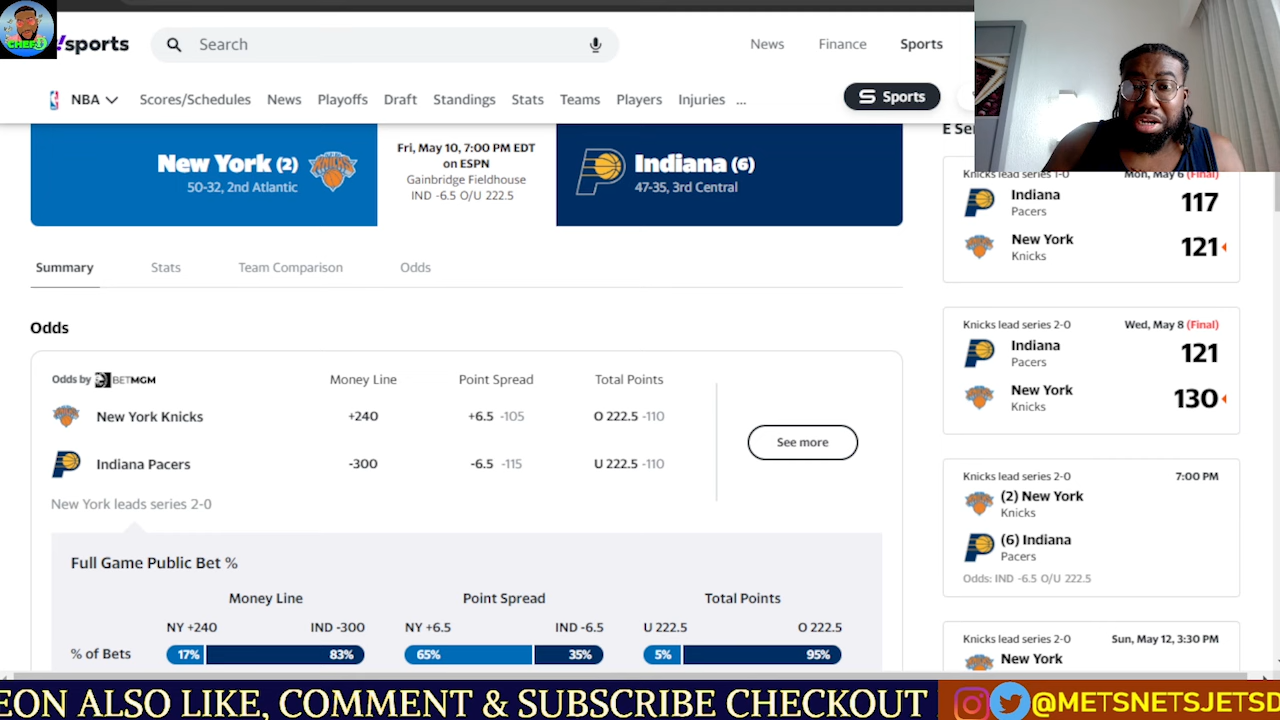 CHEF J
!sports
Search
News
Finance
Sports
NBA
Scores/Schedules
News
Playoffs
Draft
Standings
Stats
Teams
Players
Injuries
...
S Sports
New York (2)
50-32, 2nd Atlantic
Fri, May 10, 7:00 PM EDT
on ESPN
Gainbridge Fieldhouse
IND -6.5 O/U 222.5
Indiana (6)
47-35, 3rd Central
Summary
Stats
Team Comparison
Odds
Odds
Odds by BETMGM
Money Line
Point Spread
Total Points
New York Knicks
+240
+6.5 -105
O 222.5 -110
Indiana Pacers
-300
-6.5 -115
U 222.5 -110
See more
New York leads series 2-0
Full Game Public Bet %
Money Line
Point Spread
Total Points
NY +240
IND -300
NY +6.5
IND -6.5
U 222.5
O 222.5
% of Bets
17%
83%
65%
35%
5%
95%
E Ser
Knicks lead series 1-0
Mon, May 6 (Final)
Indiana
Pacers
117
New York
Knicks
121
Knicks lead series 2-0
Wed, May 8 (Final)
Indiana
Pacers
121
New York
Knicks
130
Knicks lead series 2-0
7:00 PM
(2) New York
Knicks
(6) Indiana
Pacers
Odds: IND -6.5 O/U 222.5
Knicks lead series 2-0
Sun, May 12, 3:30 PM
New York
EON ALSO LIKE, COMMENT & SUBSCRIBE CHECKOUT
@METSNETSJETSD